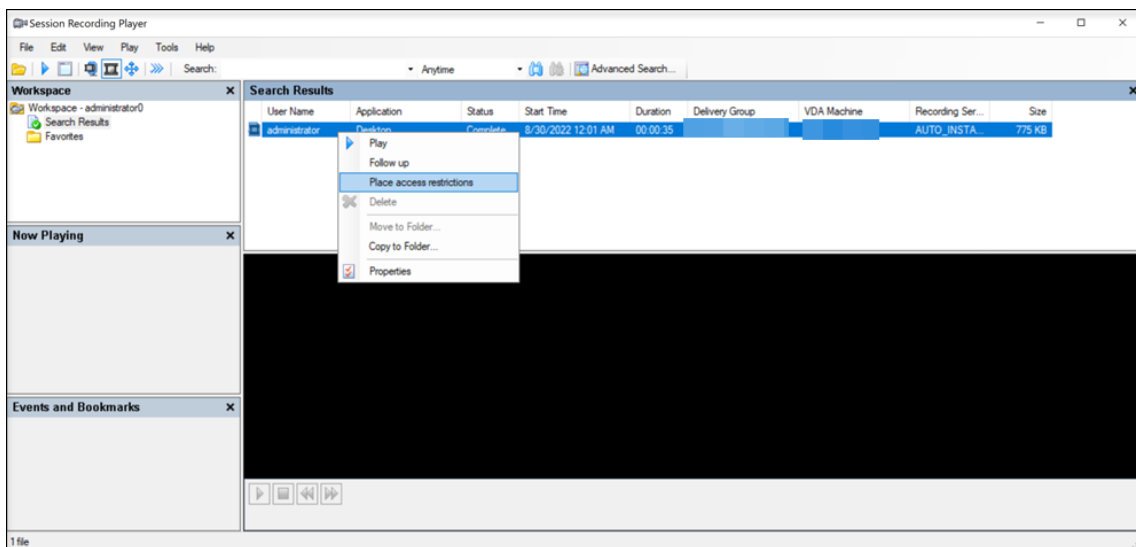 Session Recording Player
File Edit View Play Tools Help
Search: Anytime Advanced Search...
Workspace
Workspace - administrator0
Search Results
Favorites
Now Playing
Events and Bookmarks
Search Results
User Name Application Status Start Time Duration Delivery Group VDA Machine Recording Ser... Size
administrator Desktop Complete 8/30/2022 12:01 AM 00:00:35 AUTO_INSTA... 775 KB
Play
Follow up
Place access restrictions
Delete
Move to Folder...
Copy to Folder...
Properties
1 file